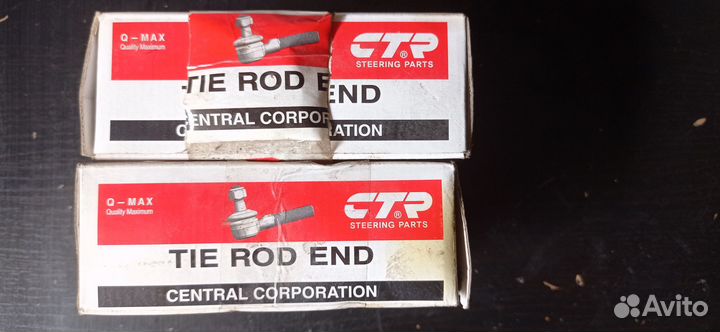 Q-MAX
Quality Maximum
CTR
®
STEERING PARTS
TIE ROD END
CENTRAL CORPORATION
Q-MAX
Quality Maximum
CTR
®
STEERING PARTS
TIE ROD END
CENTRAL CORPORATION
Avito